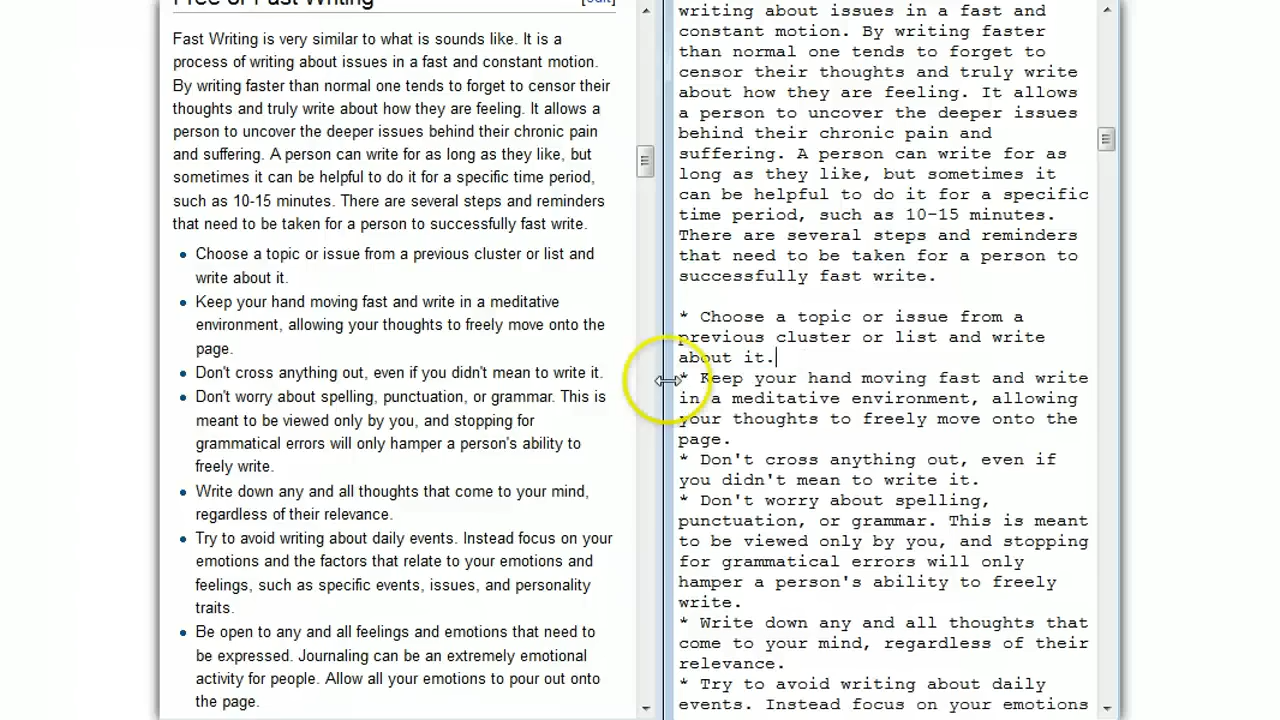 Free or Fast Writing [edit]
Fast Writing is very similar to what is sounds like. It is a
process of writing about issues in a fast and constant motion.
By writing faster than normal one tends to forget to censor their
thoughts and truly write about how they are feeling. It allows a
person to uncover the deeper issues behind their chronic pain
and suffering. A person can write for as long as they like, but
sometimes it can be helpful to do it for a specific time period,
such as 10-15 minutes. There are several steps and reminders
that need to be taken for a person to successfully fast write.
• Choose a topic or issue from a previous cluster or list and
write about it.
• Keep your hand moving fast and write in a meditative
environment, allowing your thoughts to freely move onto the
page.
• Don't cross anything out, even if you didn't mean to write it.
• Don't worry about spelling, punctuation, or grammar. This is
meant to be viewed only by you, and stopping for
grammatical errors will only hamper a person's ability to
freely write.
• Write down any and all thoughts that come to your mind,
regardless of their relevance.
• Try to avoid writing about daily events. Instead focus on your
emotions and the factors that relate to your emotions and
feelings, such as specific events, issues, and personality
traits.
• Be open to any and all feelings and emotions that need to
be expressed. Journaling can be an extremely emotional
activity for people. Allow all your emotions to pour out onto
the page.
writing about issues in a fast and
constant motion. By writing faster
than normal one tends to forget to
censor their thoughts and truly write
about how they are feeling. It allows
a person to uncover the deeper issues
behind their chronic pain and
suffering. A person can write for as
long as they like, but sometimes it
can be helpful to do it for a specific
time period, such as 10-15 minutes.
There are several steps and reminders
that need to be taken for a person to
successfully fast write.
* Choose a topic or issue from a
previous cluster or list and write
about it.
* Keep your hand moving fast and write
in a meditative environment, allowing
your thoughts to freely move onto the
page.
* Don't cross anything out, even if
you didn't mean to write it.
* Don't worry about spelling,
punctuation, or grammar. This is meant
to be viewed only by you, and stopping
for grammatical errors will only
hamper a person's ability to freely
write.
* Write down any and all thoughts that
come to your mind, regardless of their
relevance.
* Try to avoid writing about daily
events. Instead focus on your emotions